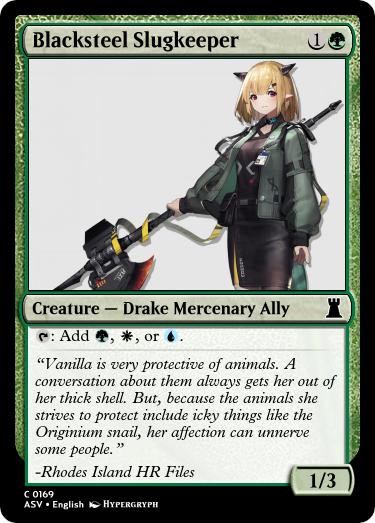 Blacksteel Slugkeeper 1
Creature — Drake Mercenary Ally
: Add , , or .
“Vanilla is very protective of animals. A
conversation about them always gets her out of
her thick shell. But, because the animals she
strives to protect include icky things like the
Originium snail, her affection can unnerve
some people.”
-Rhodes Island HR Files
1/3
C 0169
ASV • English HYPERGRYPH